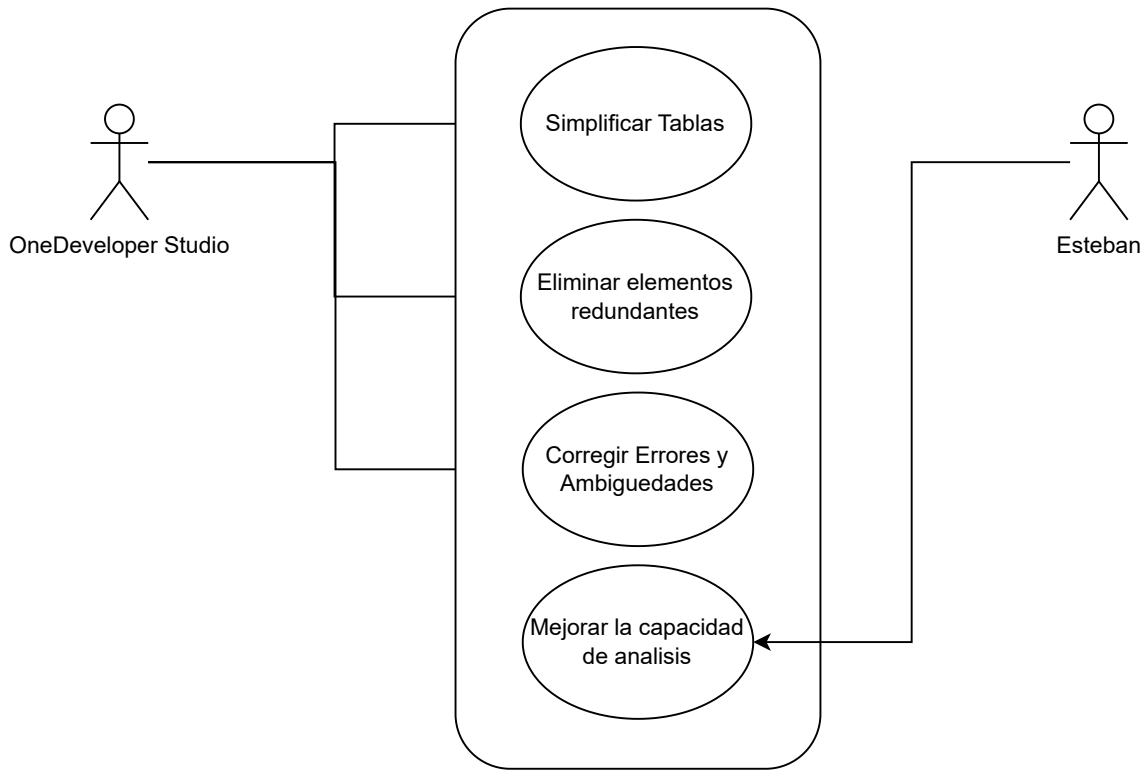 Simplificar Tablas
OneDeveloper Studio
Esteban
Eliminar elementos
redundantes
Corregir Errores y
Ambiguedades
Mejorar la capacidad
de analisis